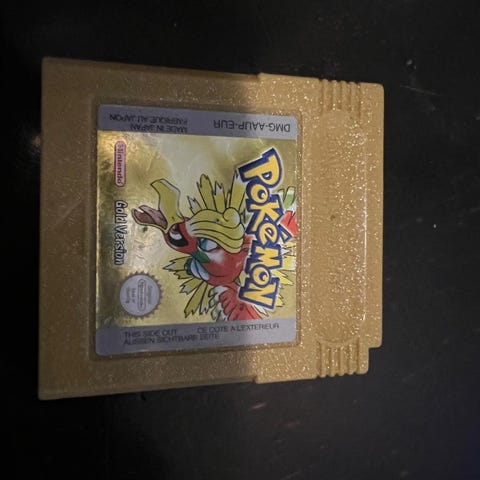 POKéMON
Gold Version
Nintendo
DMG-AAUP-EUR
MADE IN JAPAN
FABRIQUE AU JAPON
THIS SIDE OUT CE COTE A L'EXTERIEUR
AUSSEN SICHTBARE SEITE
Nintendo